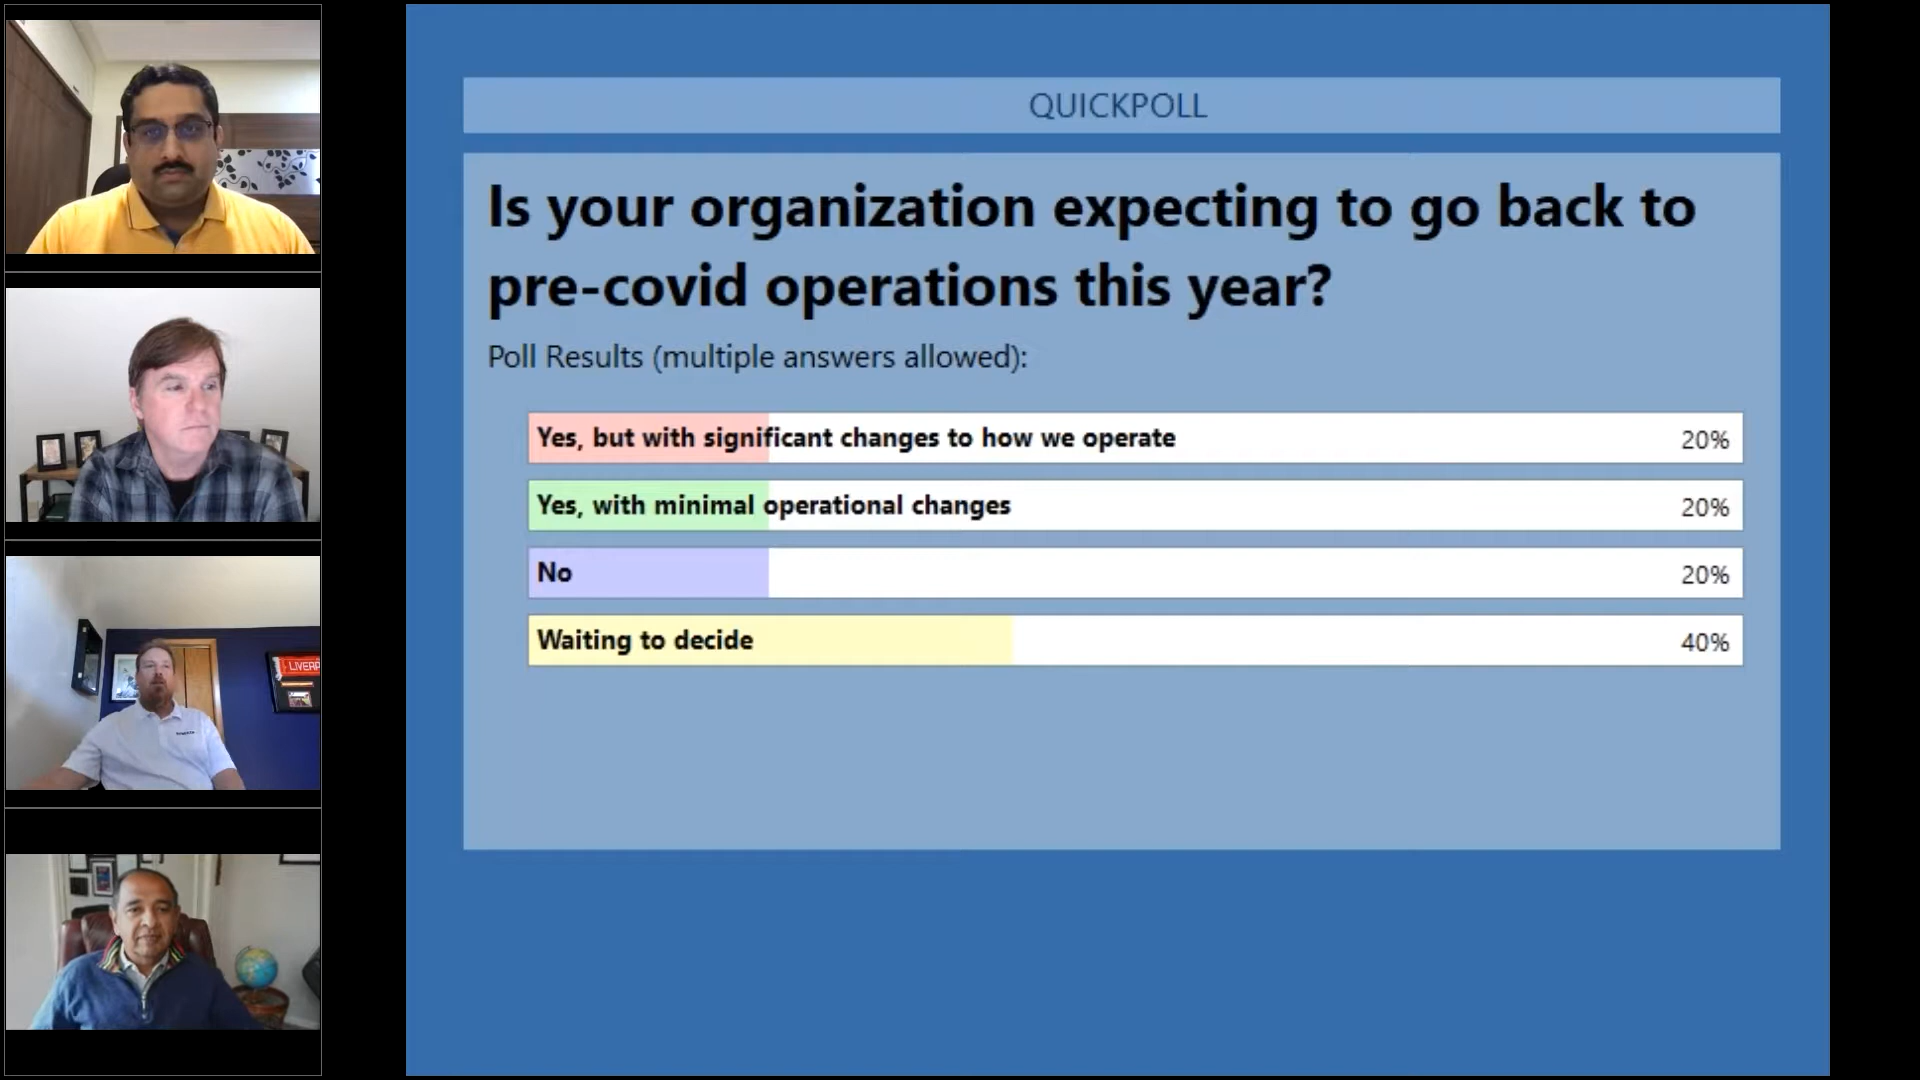 QUICKPOLL
Is your organization expecting to go back to
pre-covid operations this year?
Poll Results (multiple answers allowed):
Yes, but with significant changes to how we operate 20%
Yes, with minimal operational changes 20%
No 20%
Waiting to decide 40%